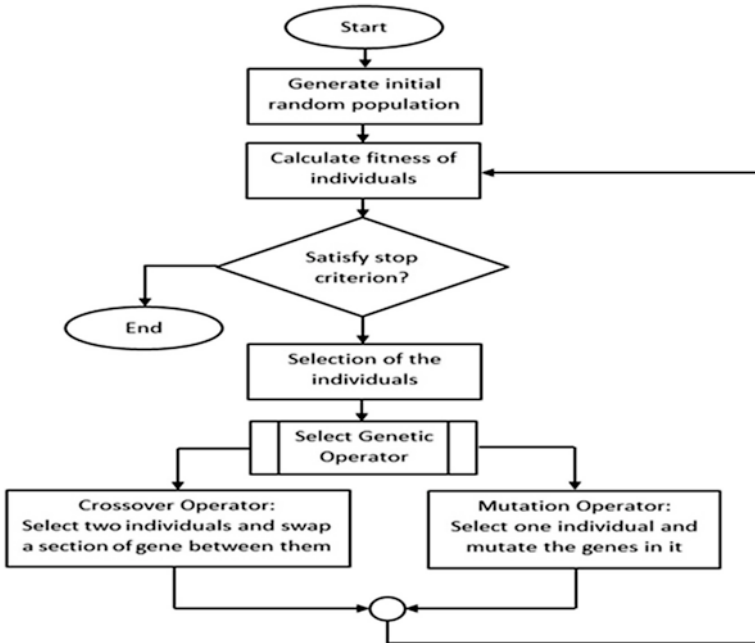 Start
Generate initial
random population
Calculate fitness of
individuals
Satisfy stop
criterion?
End
Selection of the
individuals
Select Genetic
Operator
Crossover Operator:
Select two individuals and swap
a section of gene between them
Mutation Operator:
Select one individual and
mutate the genes in it